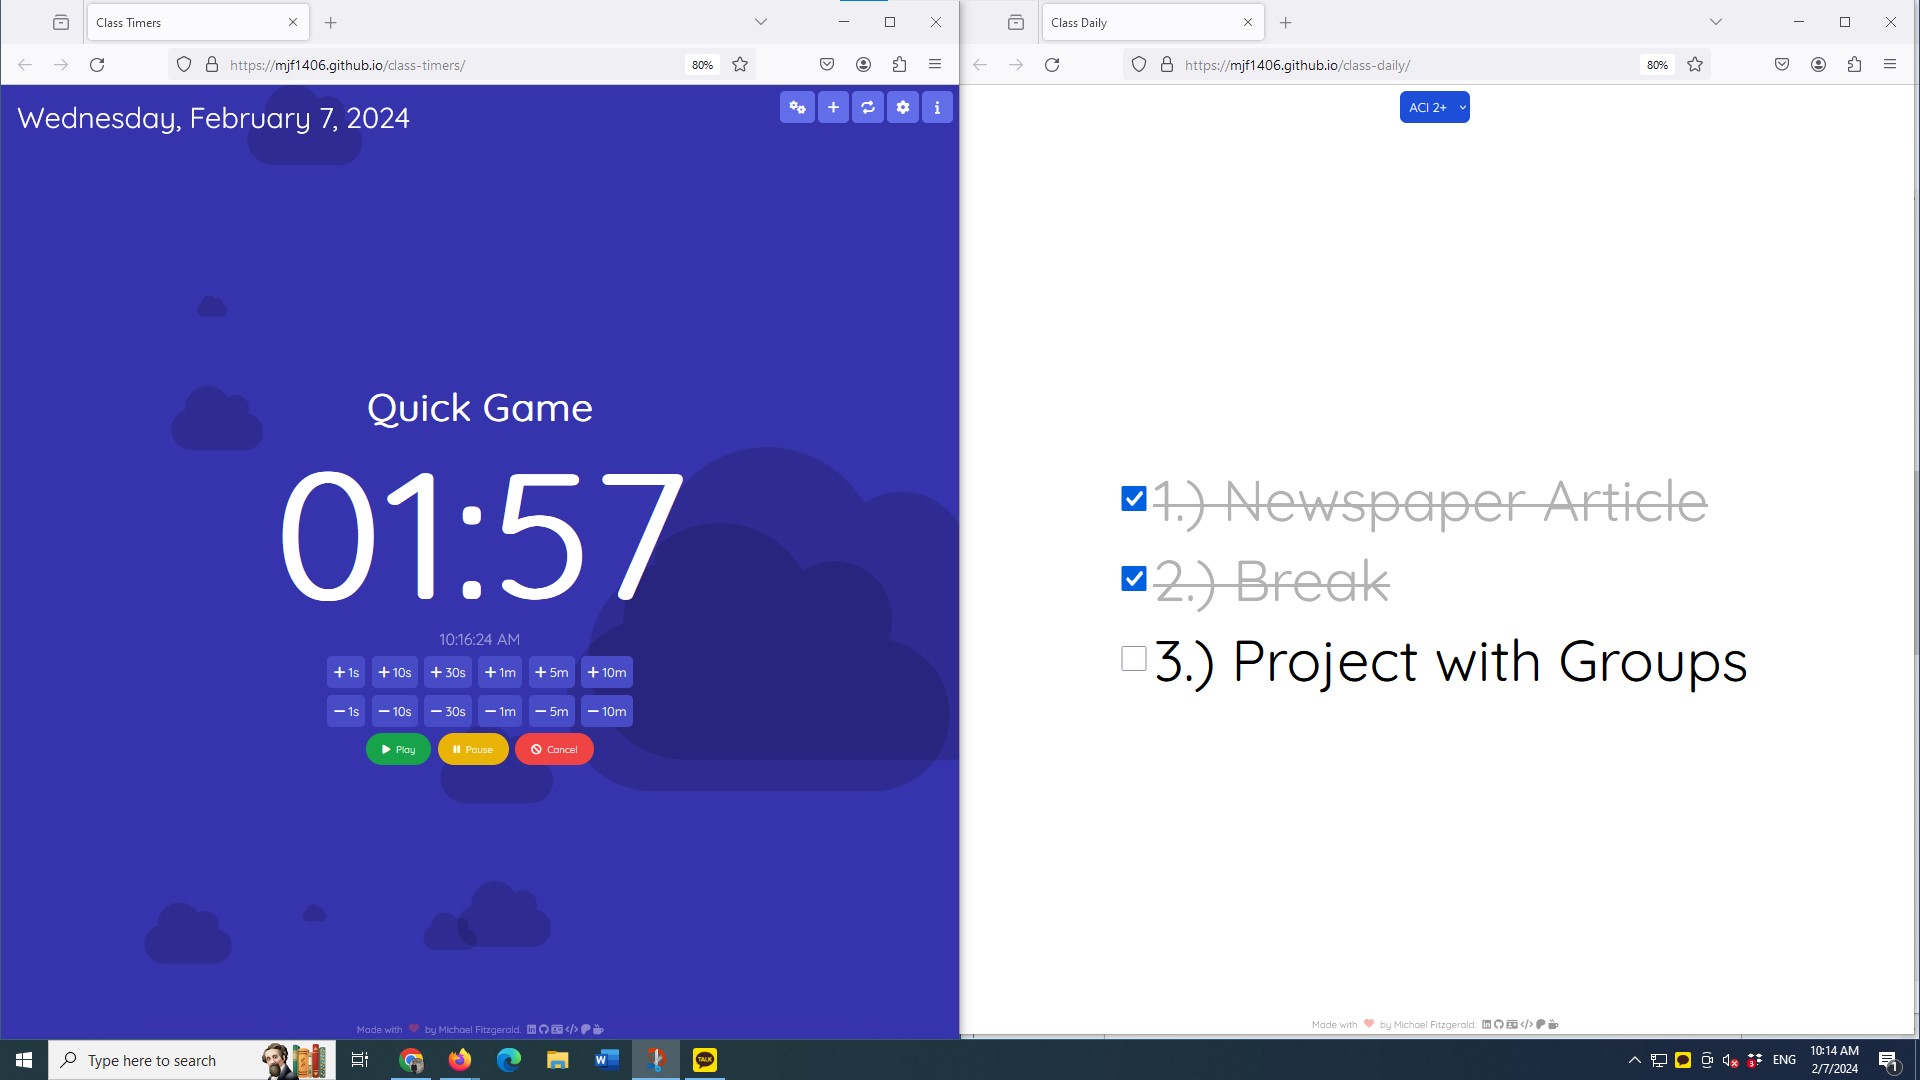 Class Timers
https://mjf1406.github.io/class-timers/
80%
Wednesday, February 7, 2024
Quick Game
01:57
10:16:24 AM
+1s +10s +30s +1m +5m +10m
−1s −10s −30s −1m −5m −10m
Play Pause Cancel
Made with by Michael Fitzgerald.
Class Daily
https://mjf1406.github.io/class-daily/
80%
ACI 2+
1.) Newspaper Article
2.) Break
3.) Project with Groups
Made with by Michael Fitzgerald.
Type here to search
TALK
ENG
10:14 AM
2/7/2024
1